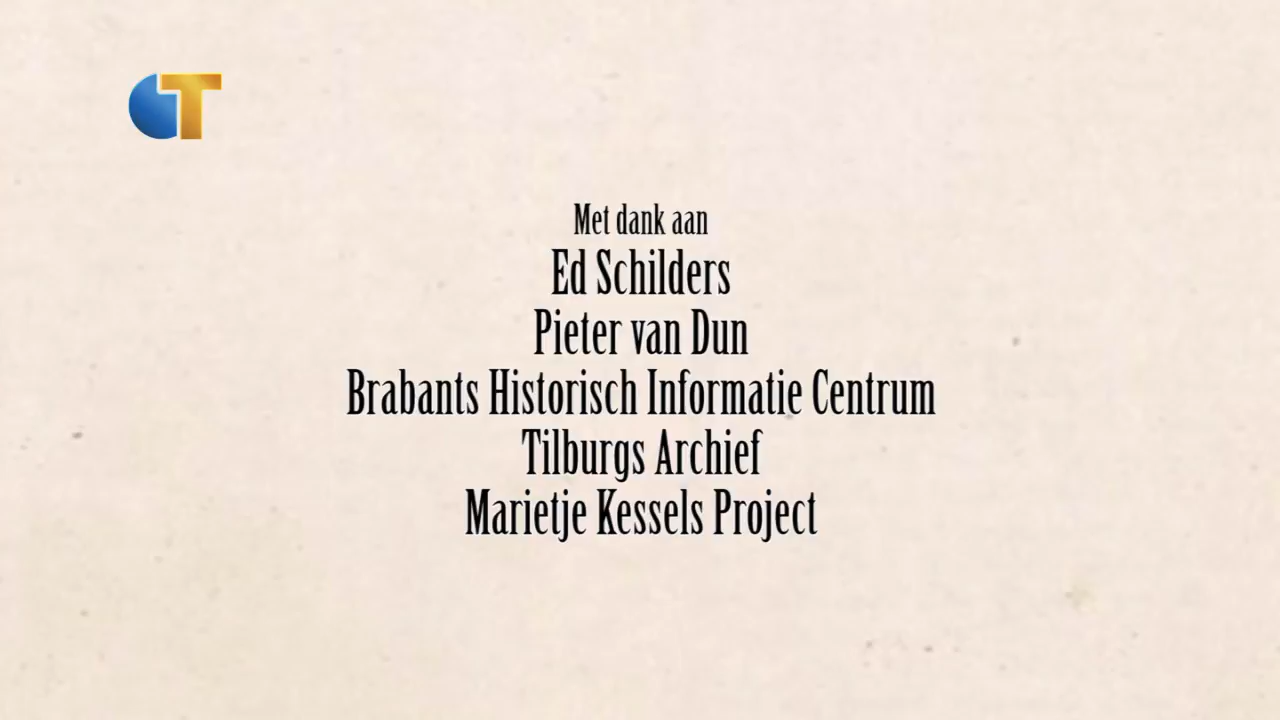 T
Met dank aan
Ed Schilders
Pieter van Dun
Brabants Historisch Informatie Centrum
Tilburgs Archief
Marietje Kessels Project